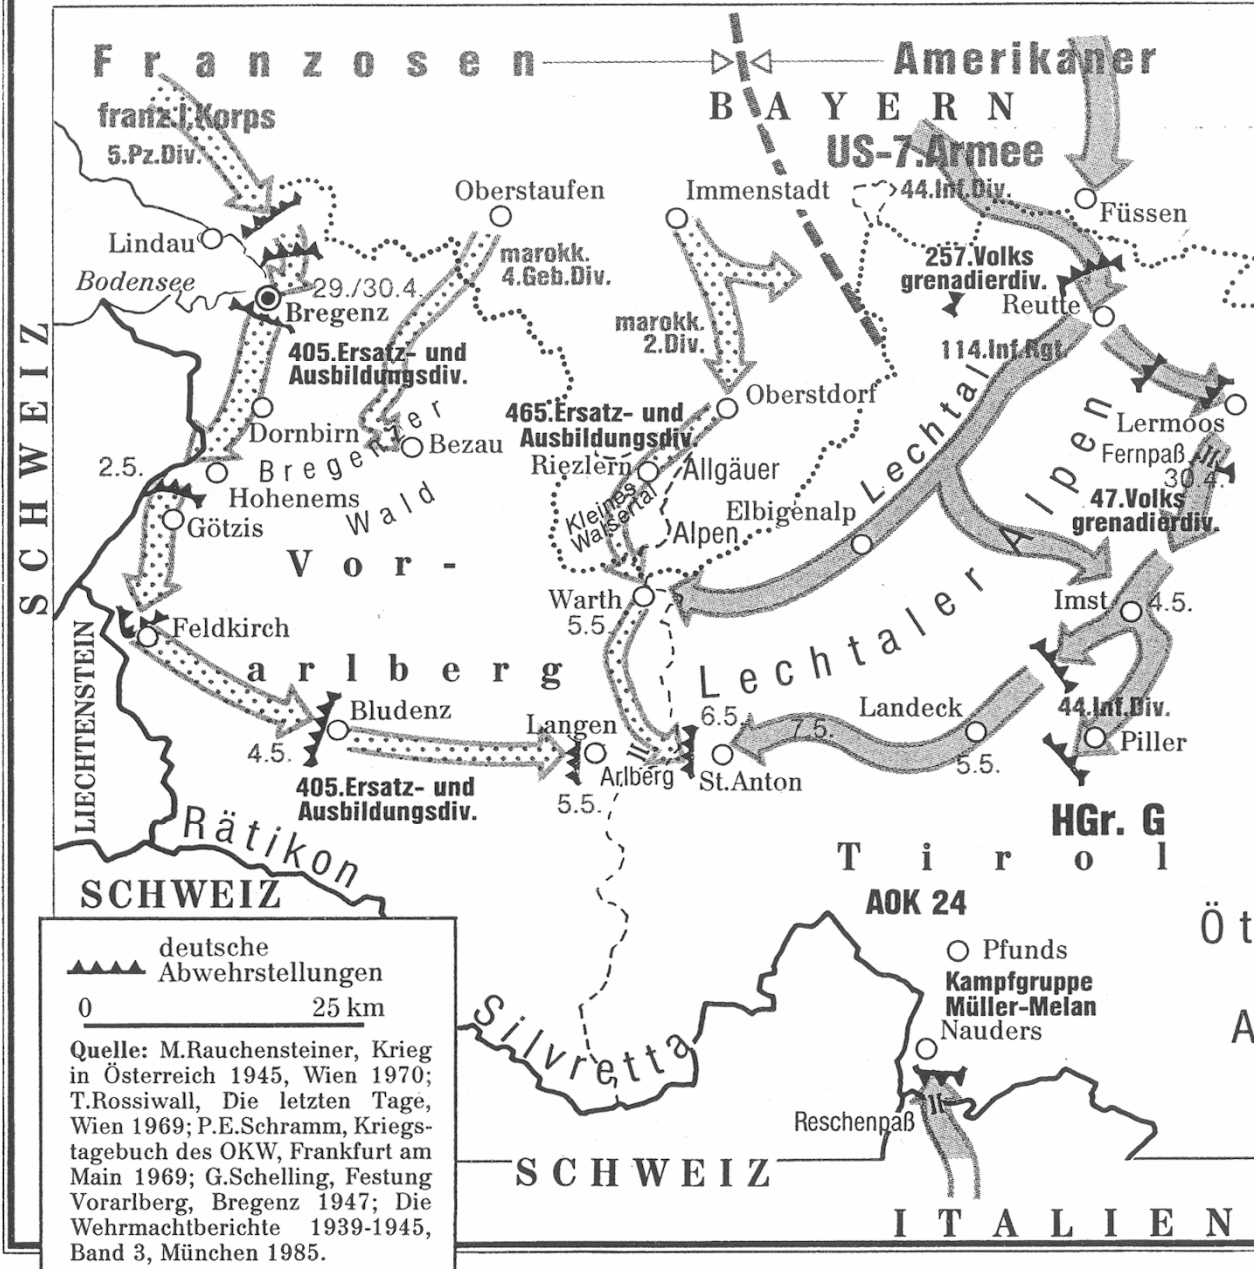 Franzosen
Amerikaner
BAYERN
franz.I.Korps
5.Pz.Div.
US-7.Armee
44.Inf.Div.
Oberstaufen
Immenstadt
Füssen
Lindau
marokk.
4.Geb.Div.
257.Volks
grenadierdiv.
Bodensee
29./30.4.
Bregenz
Reutte
marokk.
2.Div.
114.Inf.Rgt.
405.Ersatz- und
Ausbildungsdiv.
SCHWEIZ
Oberstdorf
Lechtal
Lermoos
465.Ersatz- und
Ausbildungsdiv.
Dornbirn
Bezau
Bregenzer
Wald
Fernpaß
30.4.
2.5.
Riezlern
Allgäuer
Alpen
Hohenems
Kleines
Walsertal
Elbigenalp
47.Volks
grenadierdiv.
Götzis
Vor-
arlberg
Warth
5.5.
Imst
4.5.
Feldkirch
LIECHTENSTEIN
Lechtaler Alpen
Bludenz
4.5.
Langen
5.5.
Arlberg
6.5.
7.5.
St.Anton
Landeck
5.5.
44.Inf.Div.
Piller
405.Ersatz- und
Ausbildungsdiv.
HGr. G
Rätikon
Tirol
SCHWEIZ
AOK 24
Öt
A
Pfunds
Kampfgruppe
Müller-Melan
Nauders
Silvretta
Reschenpaß
SCHWEIZ
ITALIEN
deutsche
Abwehrstellungen
0 25 km
Quelle: M.Rauchensteiner, Krieg
in Österreich 1945, Wien 1970;
T.Rossiwall, Die letzten Tage,
Wien 1969; P.E.Schramm, Kriegs-
tagebuch des OKW, Frankfurt am
Main 1969; G.Schelling, Festung
Vorarlberg, Bregenz 1947; Die
Wehrmachtberichte 1939-1945,
Band 3, München 1985.